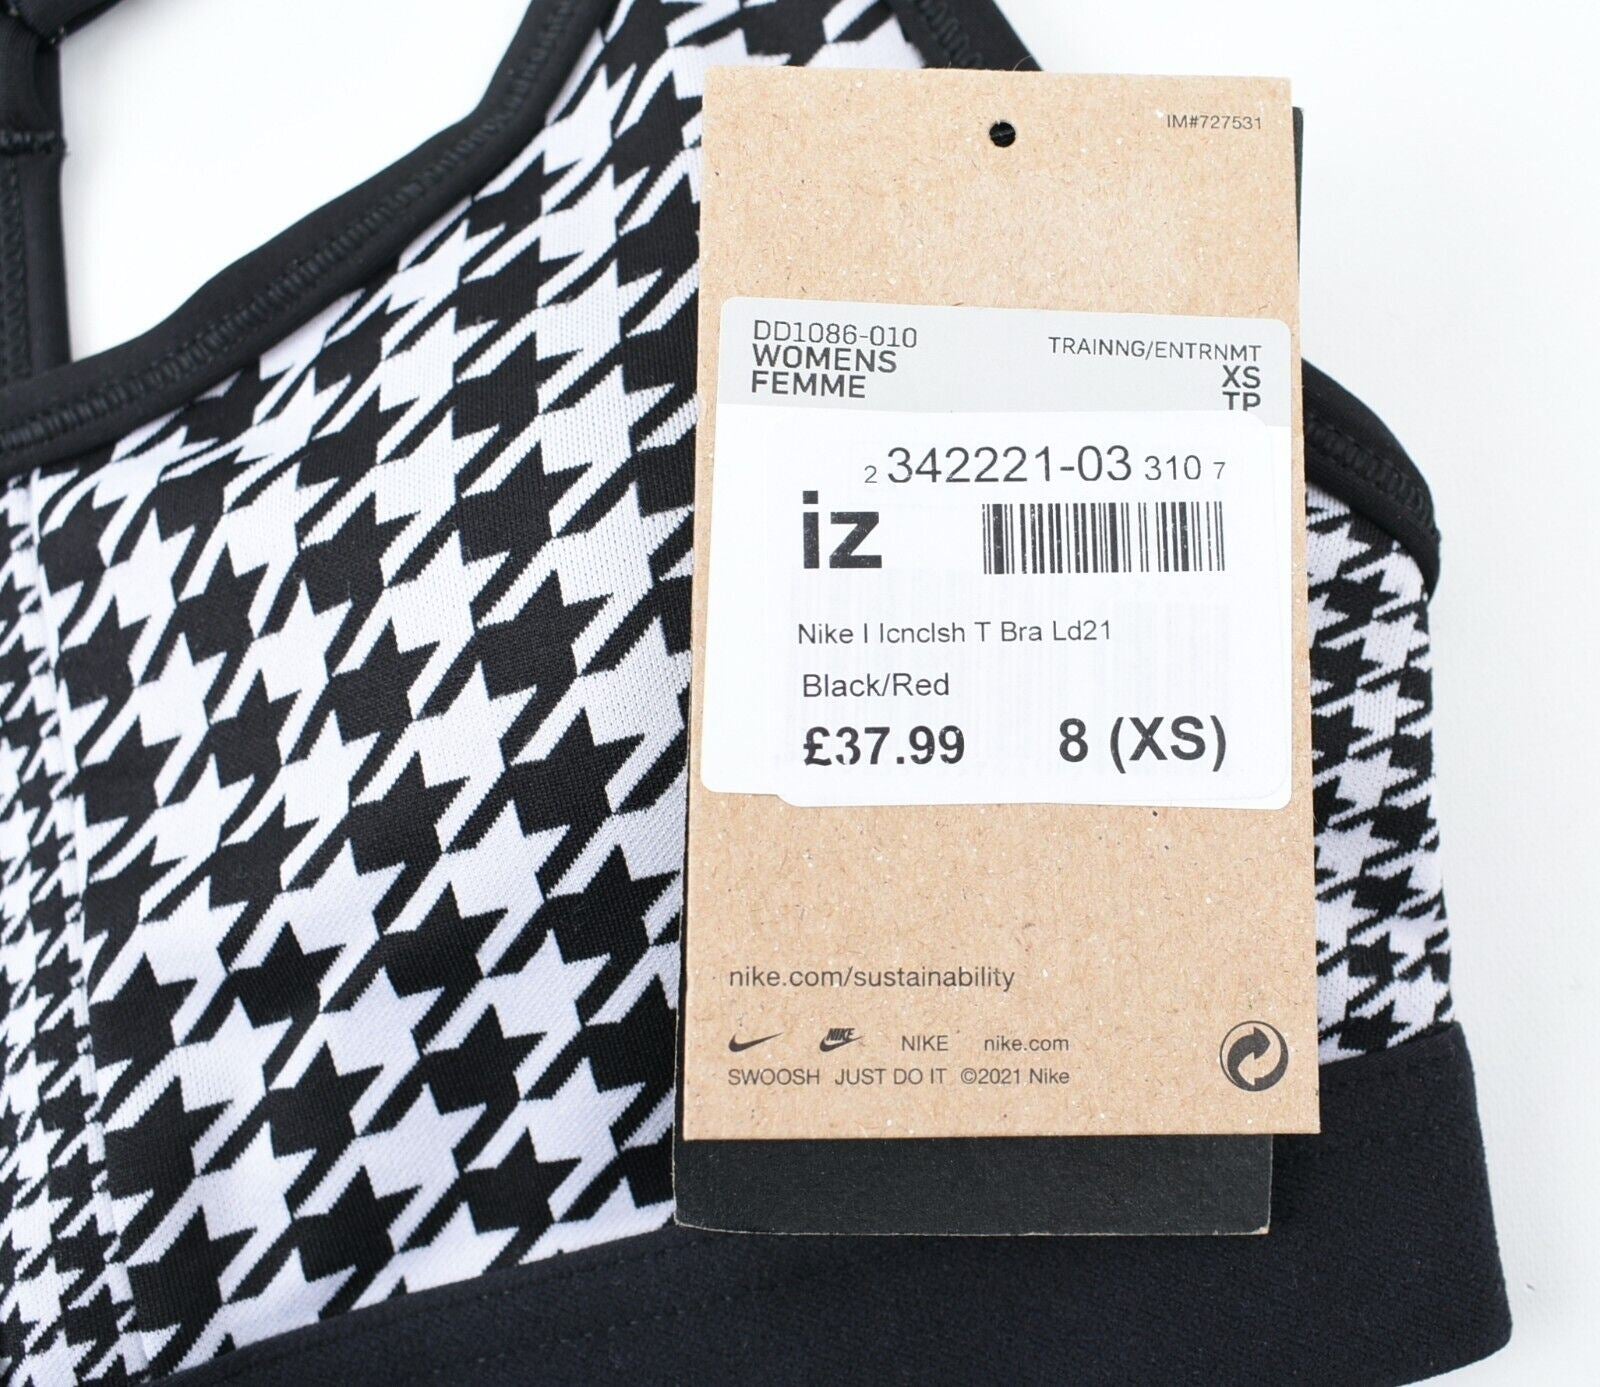 IM#727531
DD1086-010
WOMENS
FEMME
TRAINNG/ENTRNMT
XS
TP
2 342221-03 310 7
iz
Nike I Icnclsh T Bra Ld21
Black/Red
£37.99 8 (XS)
nike.com/sustainability
NIKE NIKE nike.com
SWOOSH JUST DO IT ©2021 Nike